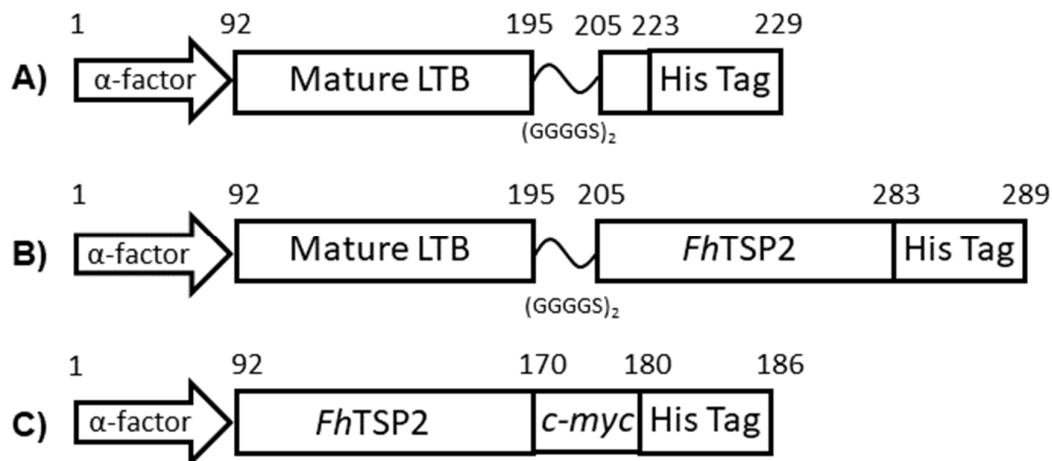 1 92 195 205 223 229
A) α-factor Mature LTB His Tag
(GGGGS)₂
1 92 195 205 283 289
B) α-factor Mature LTB FhTSP2 His Tag
(GGGGS)₂
1 92 170 180 186
C) α-factor FhTSP2 c-myc His Tag